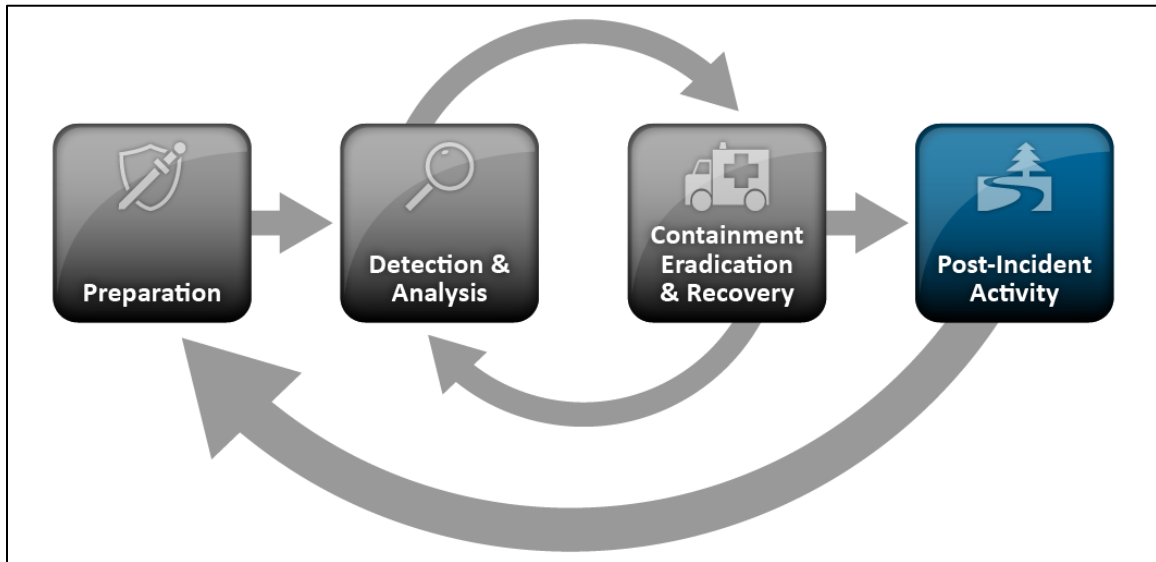 Preparation
Detection &
Analysis
Containment
Eradication
& Recovery
Post-Incident
Activity